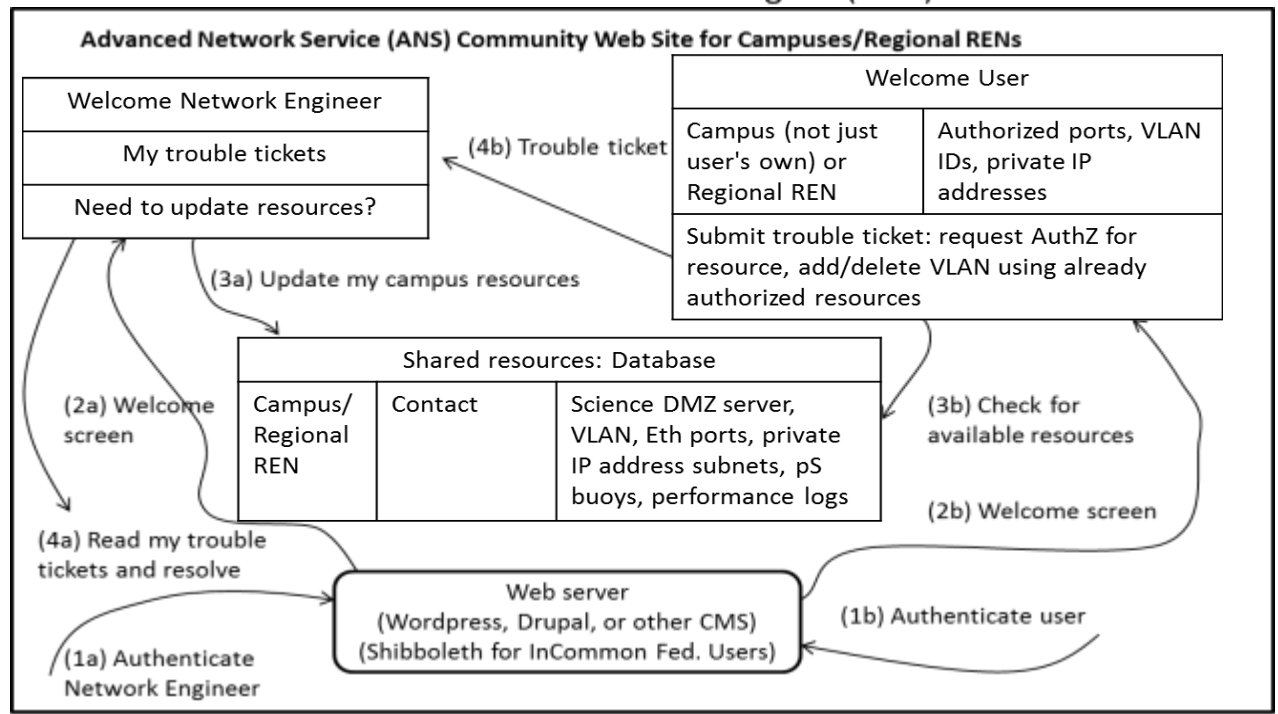 Advanced Network Service (ANS) Community Web Site for Campuses/Regional RENs
Welcome Network Engineer
My trouble tickets
Need to update resources?
(4b) Trouble ticket
Welcome User
Campus (not just
user's own) or
Regional REN
Authorized ports, VLAN
IDs, private IP
addresses
Submit trouble ticket: request AuthZ for
resource, add/delete VLAN using already
authorized resources
(3a) Update my campus resources
Shared resources: Database
Campus/
Regional
REN
Contact
Science DMZ server,
VLAN, Eth ports, private
IP address subnets, pS
buoys, performance logs
(2a) Welcome
screen
(3b) Check for
available resources
(2b) Welcome screen
(4a) Read my trouble
tickets and resolve
Web server
(Wordpress, Drupal, or other CMS)
(Shibboleth for InCommon Fed. Users)
(1b) Authenticate user
(1a) Authenticate
Network Engineer